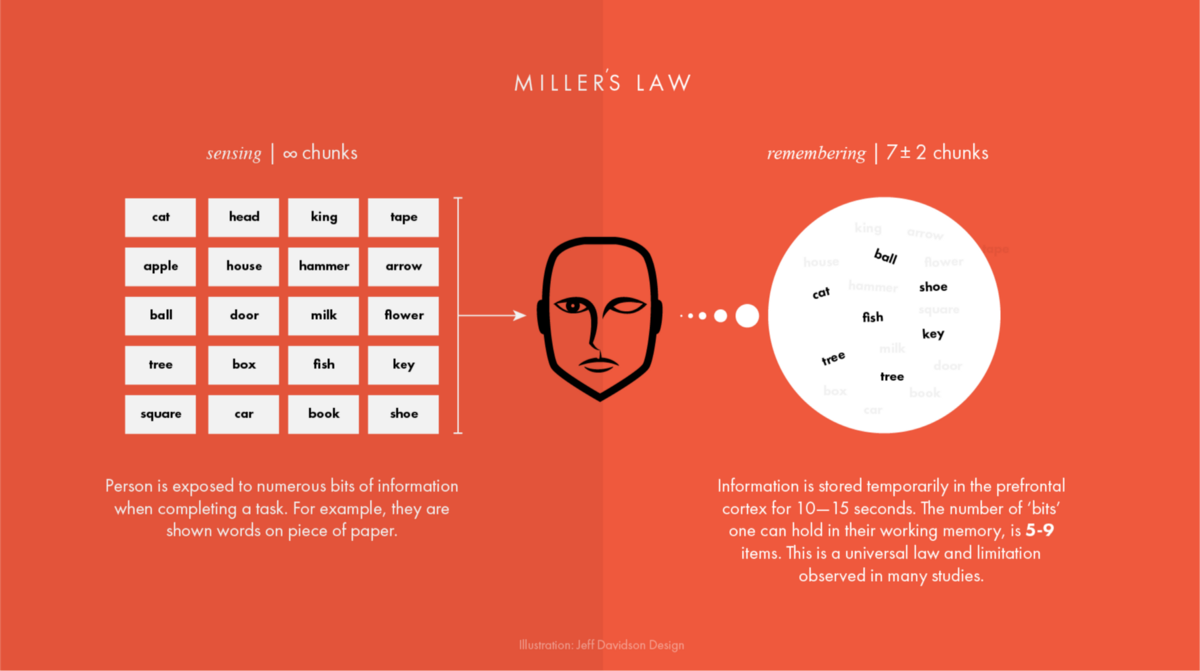 MILLER'S LAW
sensing | ∞ chunks
cat head king tape
apple house hammer arrow
ball door milk flower
tree box fish key
square car book shoe
Person is exposed to numerous bits of information
when completing a task. For example, they are
shown words on piece of paper.
remembering | 7± 2 chunks
king arrow
ball tape
house flower
cat hammer shoe
fish square
key
tree milk
tree door
box book
car
Information is stored temporarily in the prefrontal
cortex for 10—15 seconds. The number of ‘bits’
one can hold in their working memory, is 5-9
items. This is a universal law and limitation
observed in many studies.
Illustration: Jeff Davidson Design